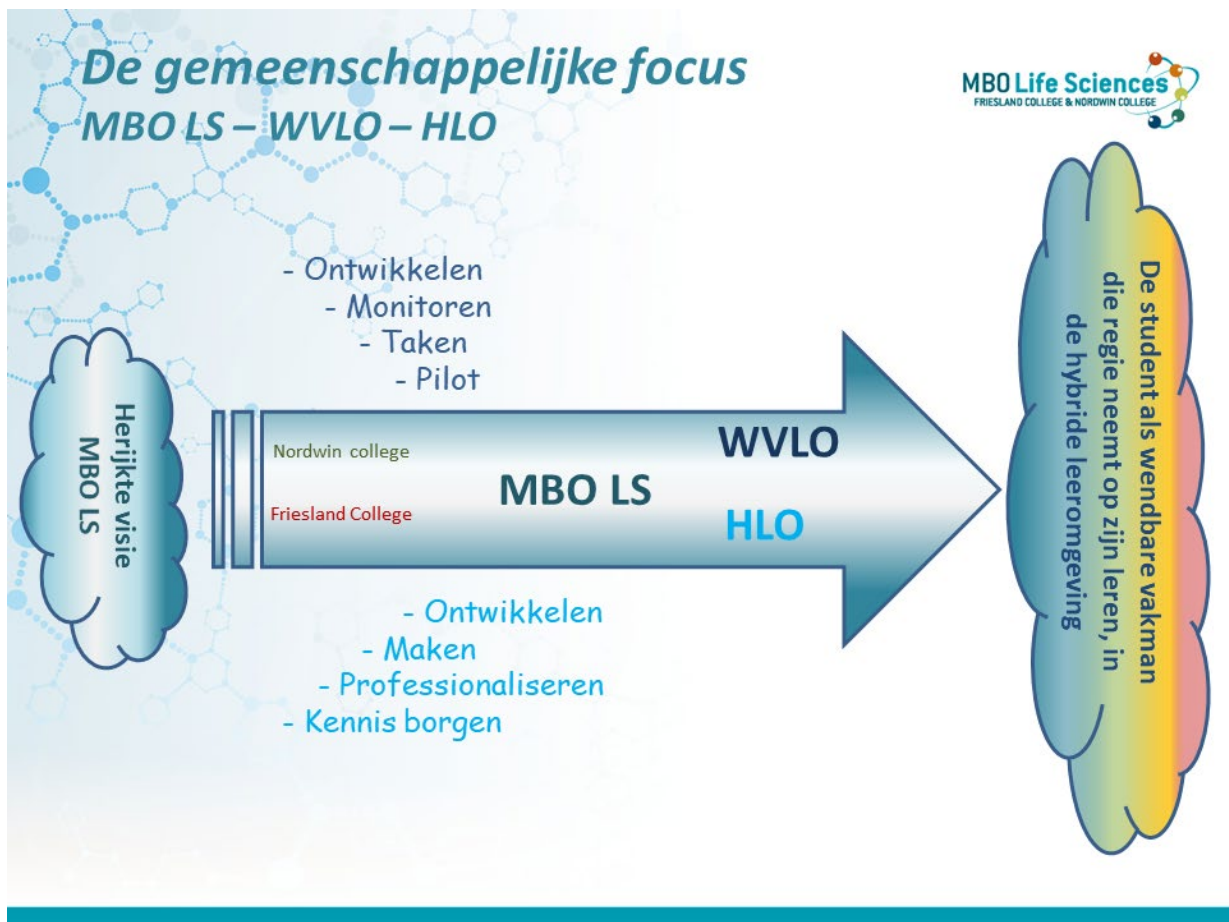 De gemeenschappelijke focus
MBO LS – WVLO – HLO
MBO Life Sciences
FRIESLAND COLLEGE & NORDWIN COLLEGE
- Ontwikkelen
- Monitoren
- Taken
- Pilot
Herijkte visie
MBO LS
Nordwin college
Friesland College
MBO LS
WVLO
HLO
- Ontwikkelen
- Maken
- Professionaliseren
- Kennis borgen
De student als wendbare vakman
die regie neemt op zijn leren, in
de hybride leeromgeving